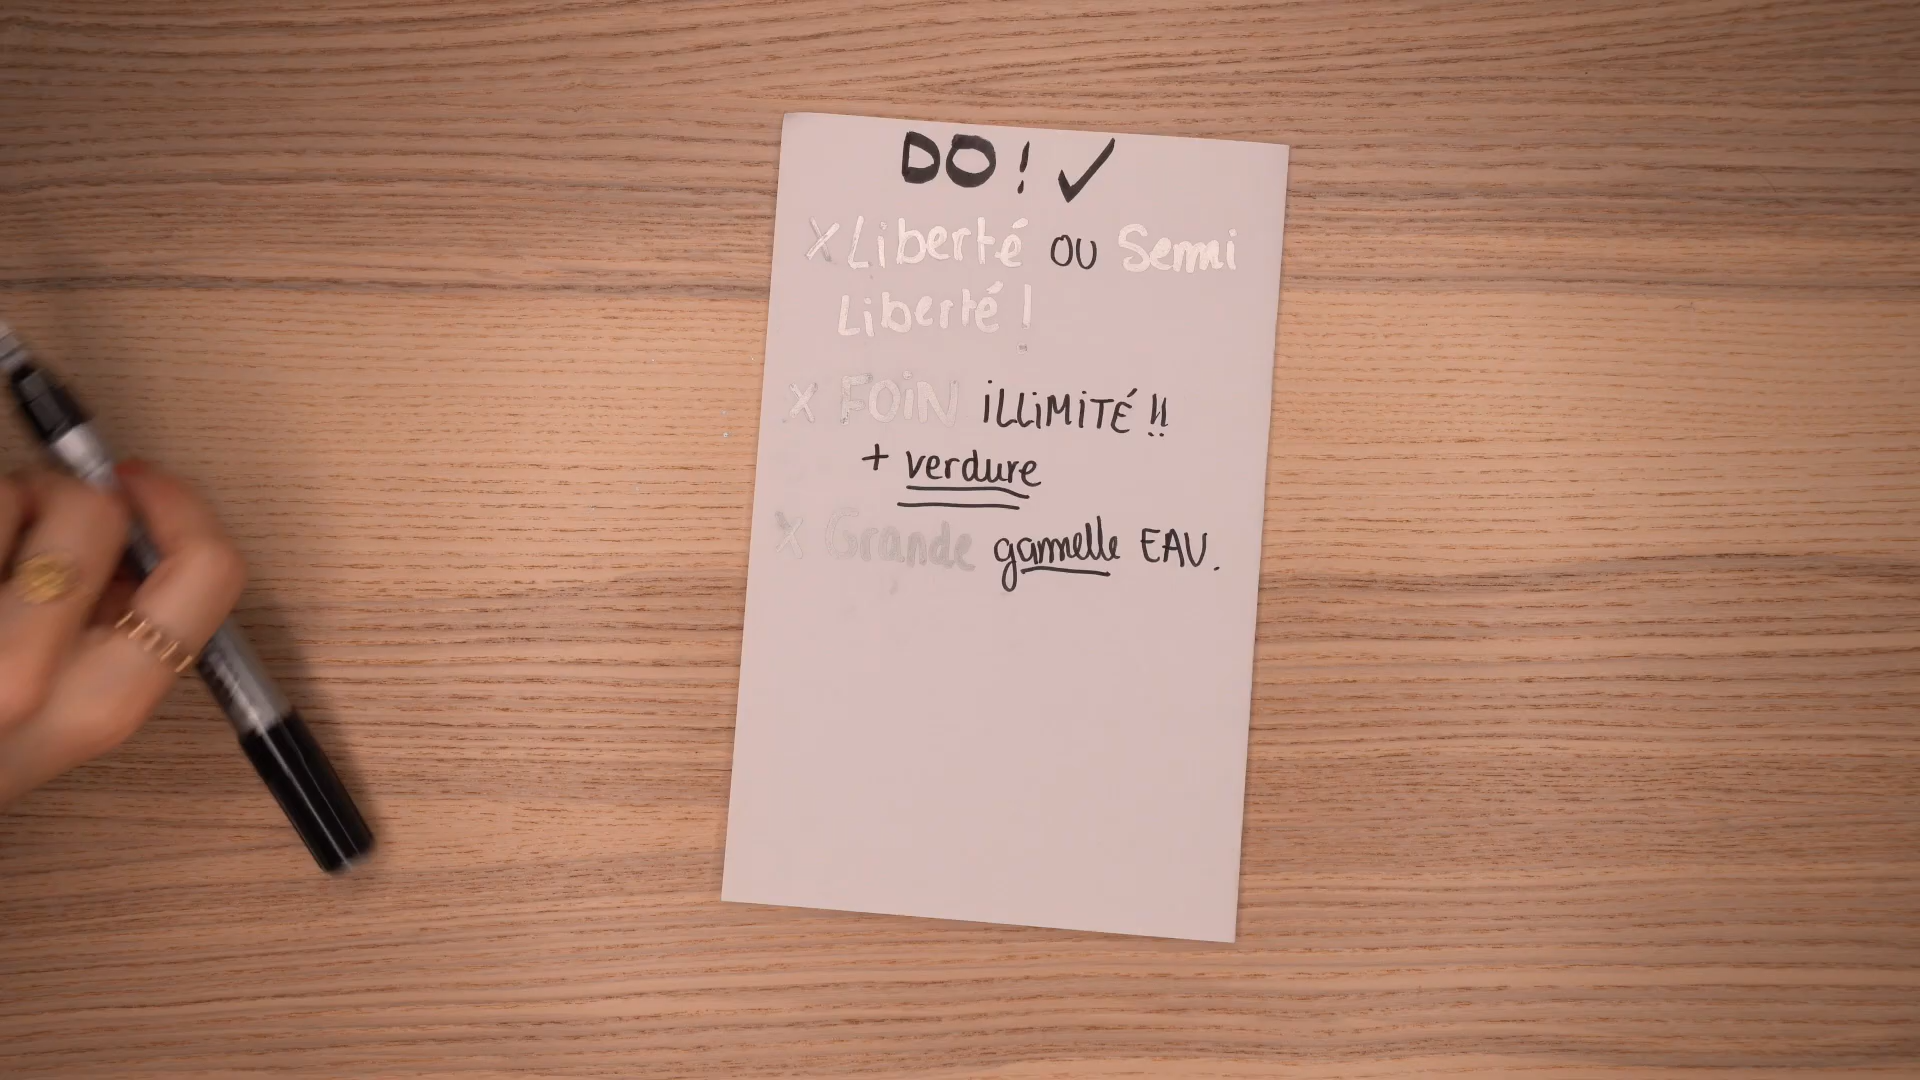 DO ! ✓
x Liberté ou Semi
Liberté !
x FOiN iLLiMiTÉ !!
+ verdure
x Grande gamelle EAU.